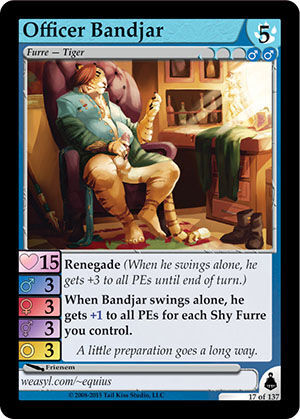 Officer Bandjar
5
Furre — Tiger
15
3
3
3
3
Renegade (When he swings alone, he
gets +3 to all PEs until end of turn.)
When Bandjar swings alone, he
gets +1 to all PEs for each Shy Furre
you control.
A little preparation goes a long way.
Frienem
weasyl.com/~equius
© 2008-2015 Tail Kiss Studio, LLC
17 of 137